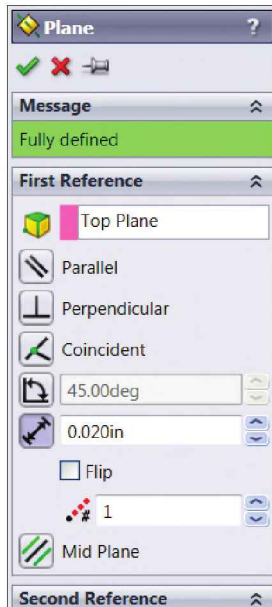 Plane ?
Message
Fully defined
First Reference
Top Plane
Parallel
Perpendicular
Coincident
45.00deg
0.020in
Flip
# 1
Mid Plane
Second Reference